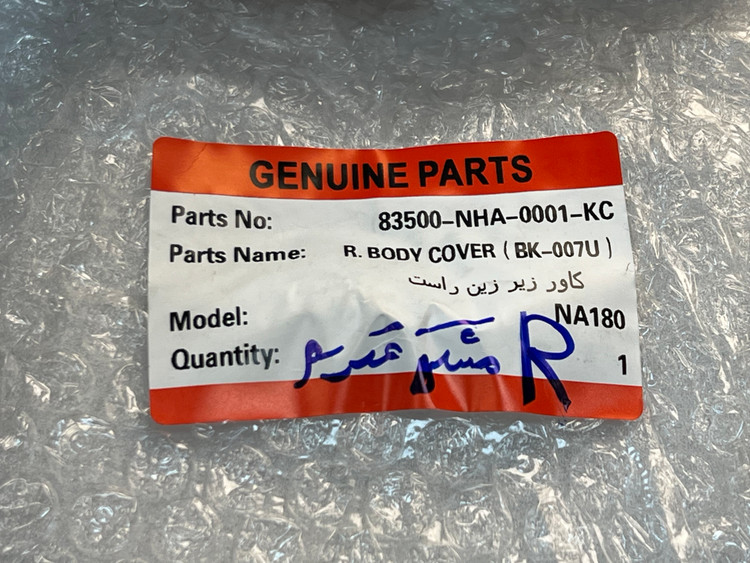 GENUINE PARTS
Parts No: 83500-NHA-0001-KC
Parts Name: R. BODY COVER ( BK-007U )
کاور زیر زین راست
Model: NA180
Quantity: 1
R